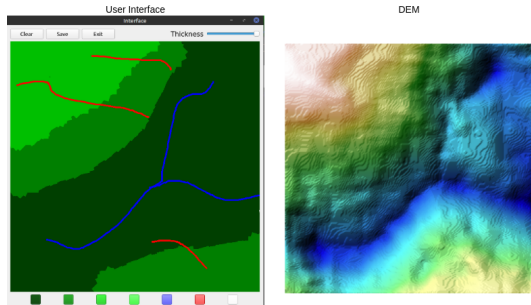 User Interface
DEM
Interface
Clear
Save
Exit
Thickness